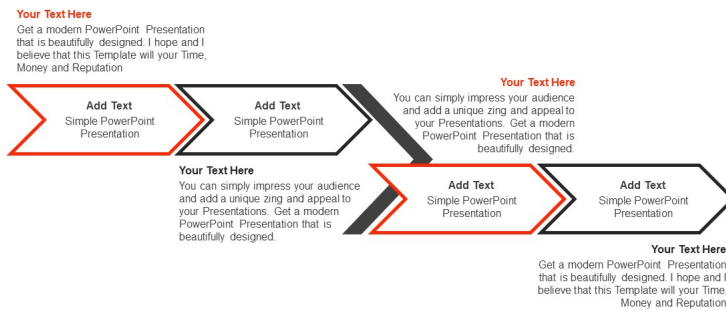 Your Text Here
Get a modern PowerPoint Presentation
that is beautifully designed. I hope and I
believe that this Template will your Time,
Money and Reputation
Add Text
Simple PowerPoint
Presentation
Add Text
Simple PowerPoint
Presentation
Your Text Here
You can simply impress your audience
and add a unique zing and appeal to
your Presentations. Get a modern
PowerPoint Presentation that is
beautifully designed.
Your Text Here
You can simply impress your audience
and add a unique zing and appeal to
your Presentations. Get a modern
PowerPoint Presentation that is
beautifully designed.
Add Text
Simple PowerPoint
Presentation
Add Text
Simple PowerPoint
Presentation
Your Text Here
Get a modern PowerPoint Presentation
that is beautifully designed. I hope and I
believe that this Template will your Time,
Money and Reputation